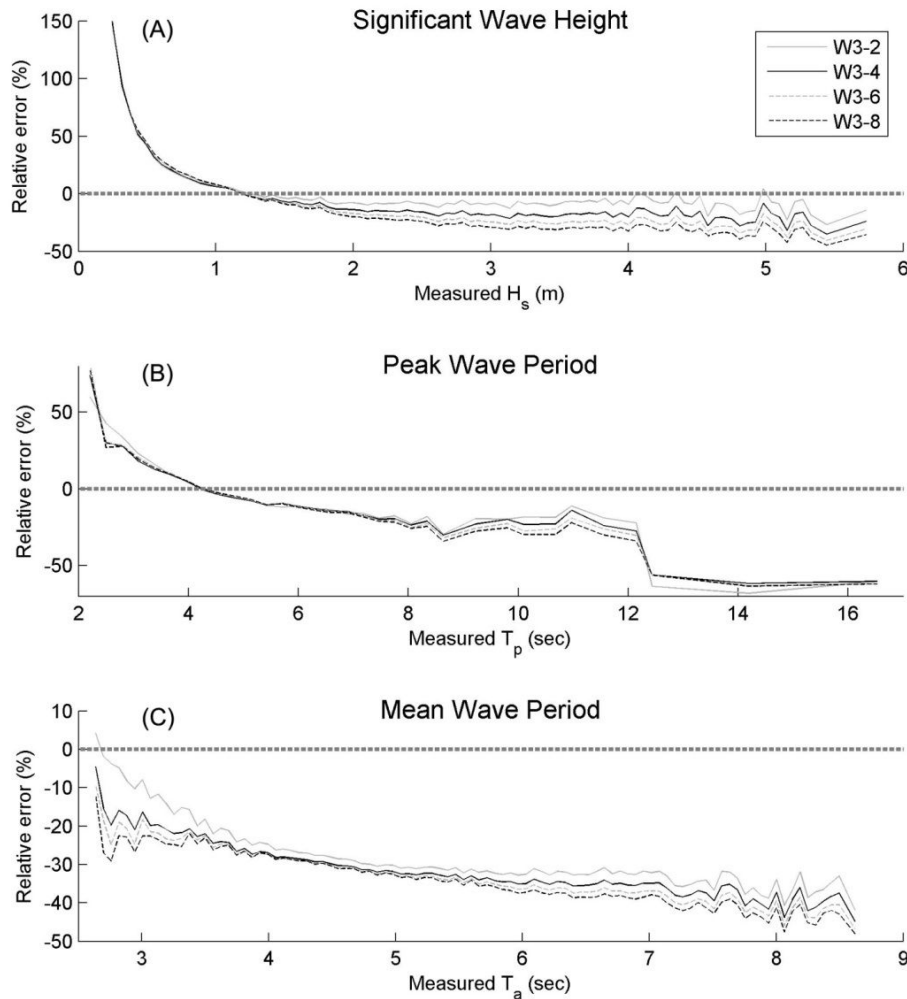 Significant Wave Height
(A)
W3-2
W3-4
W3-6
W3-8
150
100
50
0
-50
Relative error (%)
0 1 2 3 4 5 6
Measured Hs (m)
Peak Wave Period
(B)
50
0
-50
Relative error (%)
2 4 6 8 10 12 14 16
Measured Tp (sec)
Mean Wave Period
(C)
10
0
-10
-20
-30
-40
-50
Relative error (%)
3 4 5 6 7 8 9
Measured Ta (sec)